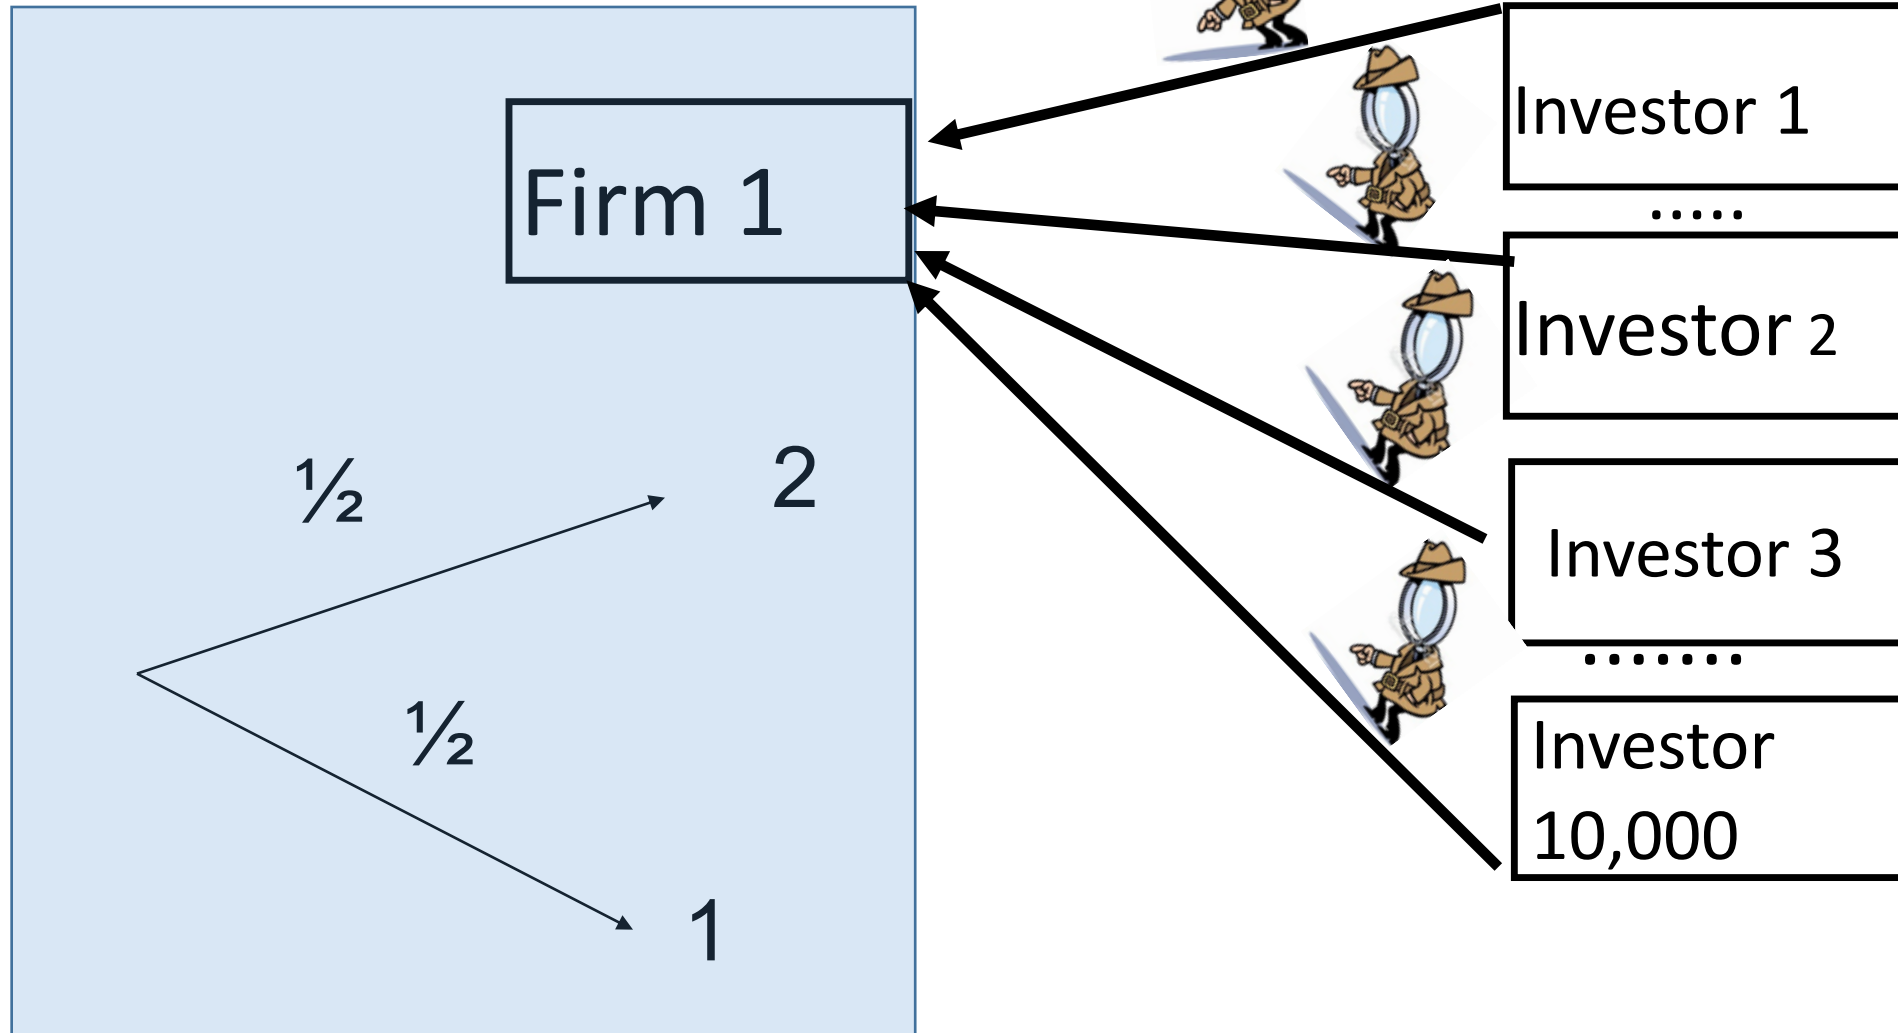 Investor 1
Firm 1
.....
Investor 2
½
2
Investor 3
.......
½
Investor
10,000
1